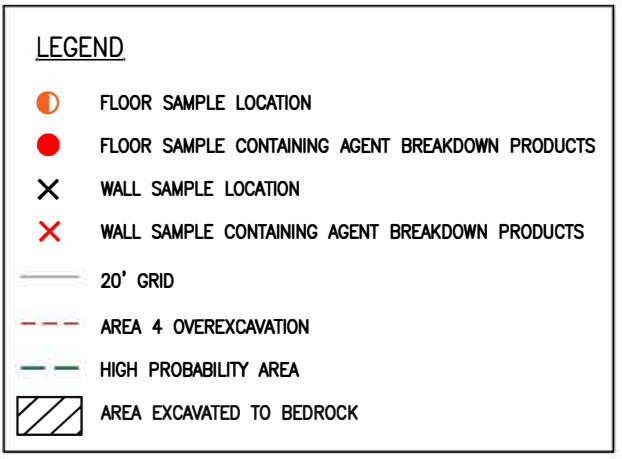 LEGEND
FLOOR SAMPLE LOCATION
FLOOR SAMPLE CONTAINING AGENT BREAKDOWN PRODUCTS
WALL SAMPLE LOCATION
WALL SAMPLE CONTAINING AGENT BREAKDOWN PRODUCTS
20' GRID
AREA 4 OVEREXCAVATION
HIGH PROBABILITY AREA
AREA EXCAVATED TO BEDROCK